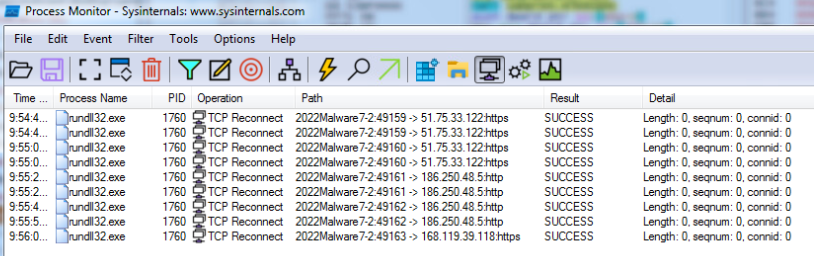 Process Monitor - Sysinternals: www.sysinternals.com
File Edit Event Filter Tools Options Help
Time ... Process Name PID Operation Path Result Detail
9:54:4... rundll32.exe 1760 TCP Reconnect 2022Malware7-2:49159 -> 51.75.33.122:https SUCCESS Length: 0, seqnum: 0, connid: 0
9:54:4... rundll32.exe 1760 TCP Reconnect 2022Malware7-2:49159 -> 51.75.33.122:https SUCCESS Length: 0, seqnum: 0, connid: 0
9:55:0... rundll32.exe 1760 TCP Reconnect 2022Malware7-2:49160 -> 51.75.33.122:https SUCCESS Length: 0, seqnum: 0, connid: 0
9:55:0... rundll32.exe 1760 TCP Reconnect 2022Malware7-2:49160 -> 51.75.33.122:https SUCCESS Length: 0, seqnum: 0, connid: 0
9:55:2... rundll32.exe 1760 TCP Reconnect 2022Malware7-2:49161 -> 186.250.48.5:http SUCCESS Length: 0, seqnum: 0, connid: 0
9:55:2... rundll32.exe 1760 TCP Reconnect 2022Malware7-2:49161 -> 186.250.48.5:http SUCCESS Length: 0, seqnum: 0, connid: 0
9:55:4... rundll32.exe 1760 TCP Reconnect 2022Malware7-2:49162 -> 186.250.48.5:http SUCCESS Length: 0, seqnum: 0, connid: 0
9:55:5... rundll32.exe 1760 TCP Reconnect 2022Malware7-2:49162 -> 186.250.48.5:http SUCCESS Length: 0, seqnum: 0, connid: 0
9:56:0... rundll32.exe 1760 TCP Reconnect 2022Malware7-2:49163 -> 168.119.39.118:https SUCCESS Length: 0, seqnum: 0, connid: 0